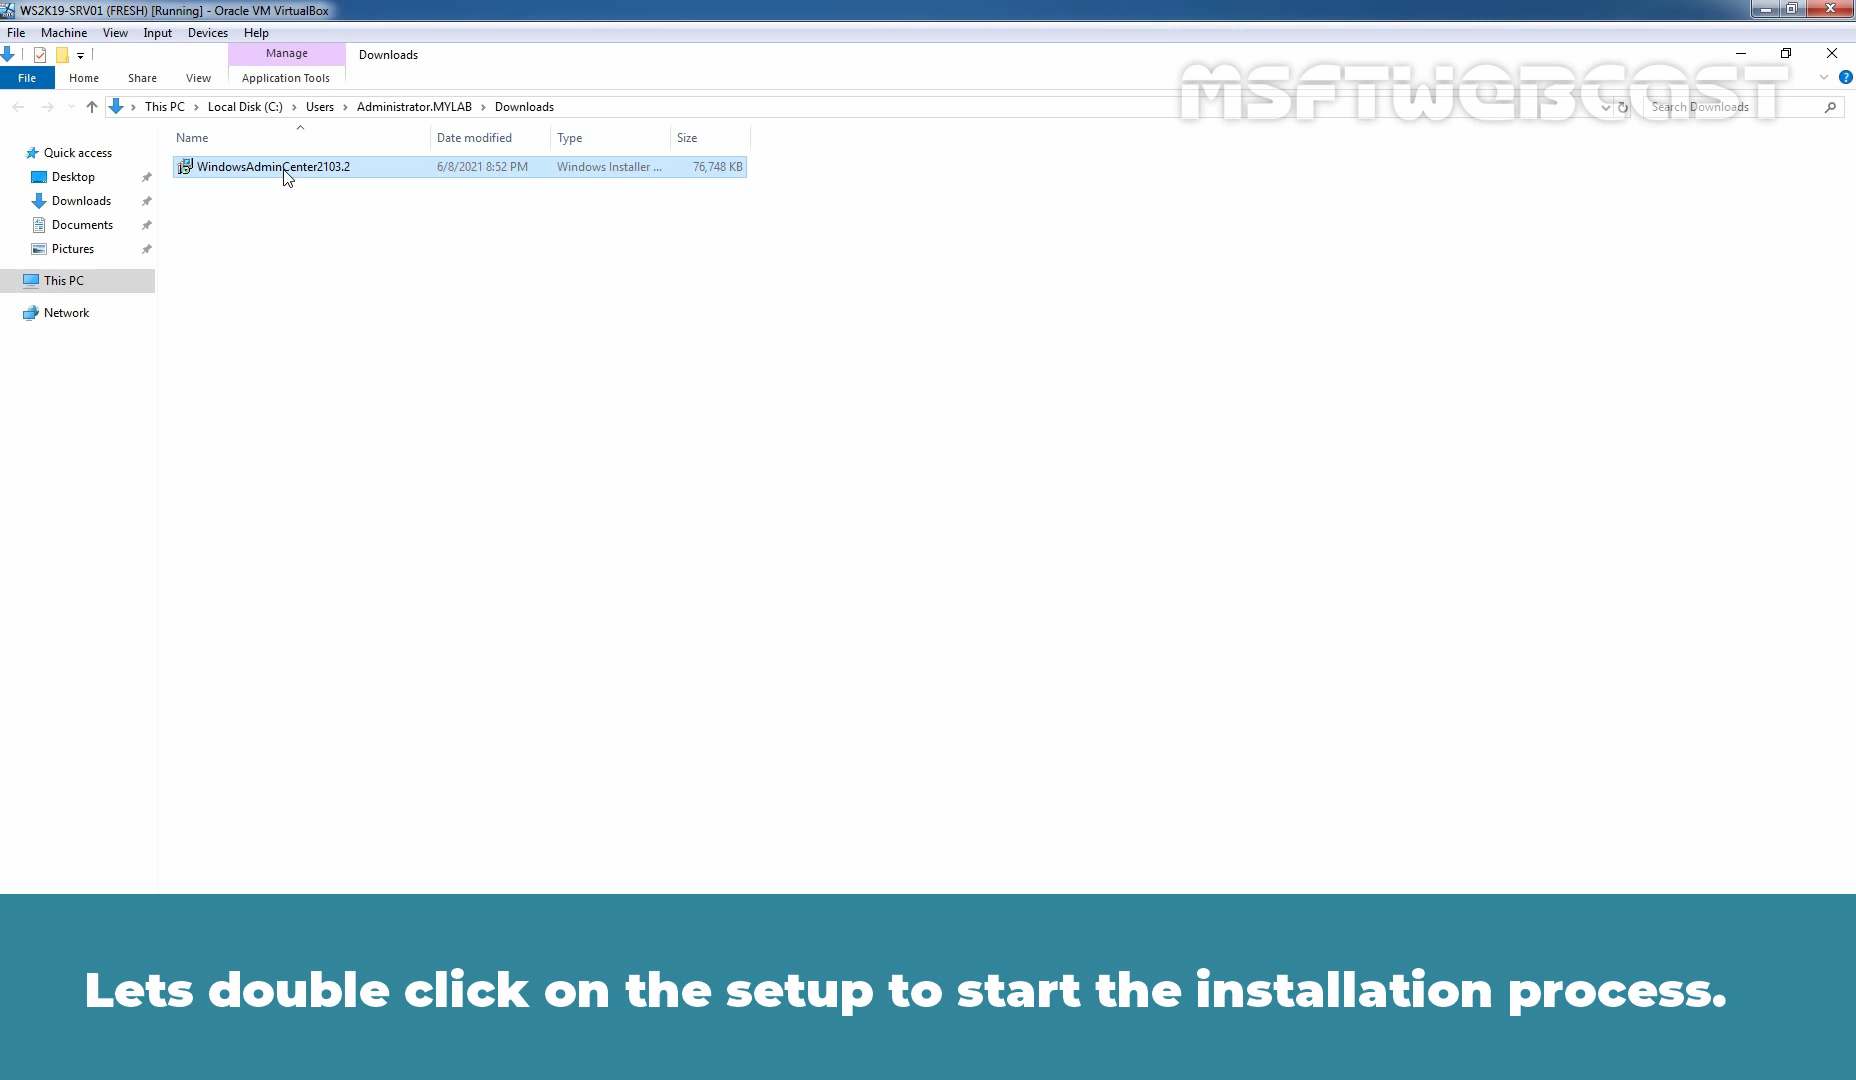 WS2K19-SRV01 (FRESH) [Running] - Oracle VM VirtualBox
File Machine View Input Devices Help
Manage Downloads
File Home Share View Application Tools
MSFTWEBCAST
This PC Local Disk (C:) Users Administrator.MYLAB Downloads Search Downloads
Name Date modified Type Size
Quick access
WindowsAdminCenter2103.2 6/8/2021 8:52 PM Windows Installer ... 76,748 KB
Desktop
Downloads
Documents
Pictures
This PC
Network
Lets double click on the setup to start the installation process.